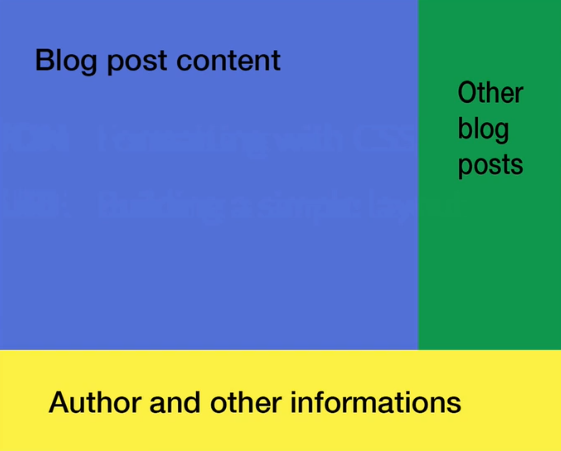 Blog post content
Other
blog
posts
Author and other informations